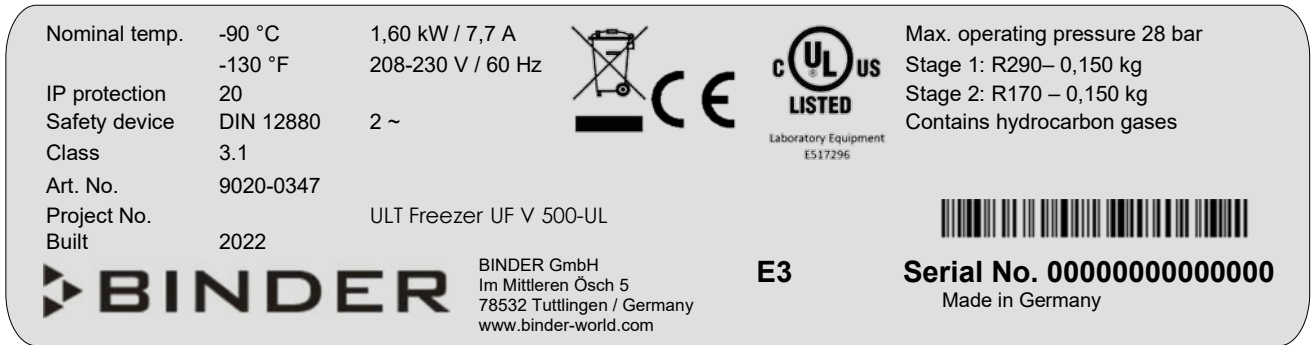 Nominal temp. -90 °C 1,60 kW / 7,7 A
-130 °F 208-230 V / 60 Hz
IP protection 20
Safety device DIN 12880 2 ~
Class 3.1
Art. No. 9020-0347
Project No. ULT Freezer UF V 500-UL
Built 2022
CE
C UL US
®
LISTED
Laboratory Equipment
E517296
Max. operating pressure 28 bar
Stage 1: R290– 0,150 kg
Stage 2: R170 – 0,150 kg
Contains hydrocarbon gases
BINDER
BINDER GmbH
Im Mittleren Ösch 5
78532 Tuttlingen / Germany
www.binder-world.com
E3
Serial No. 00000000000000
Made in Germany